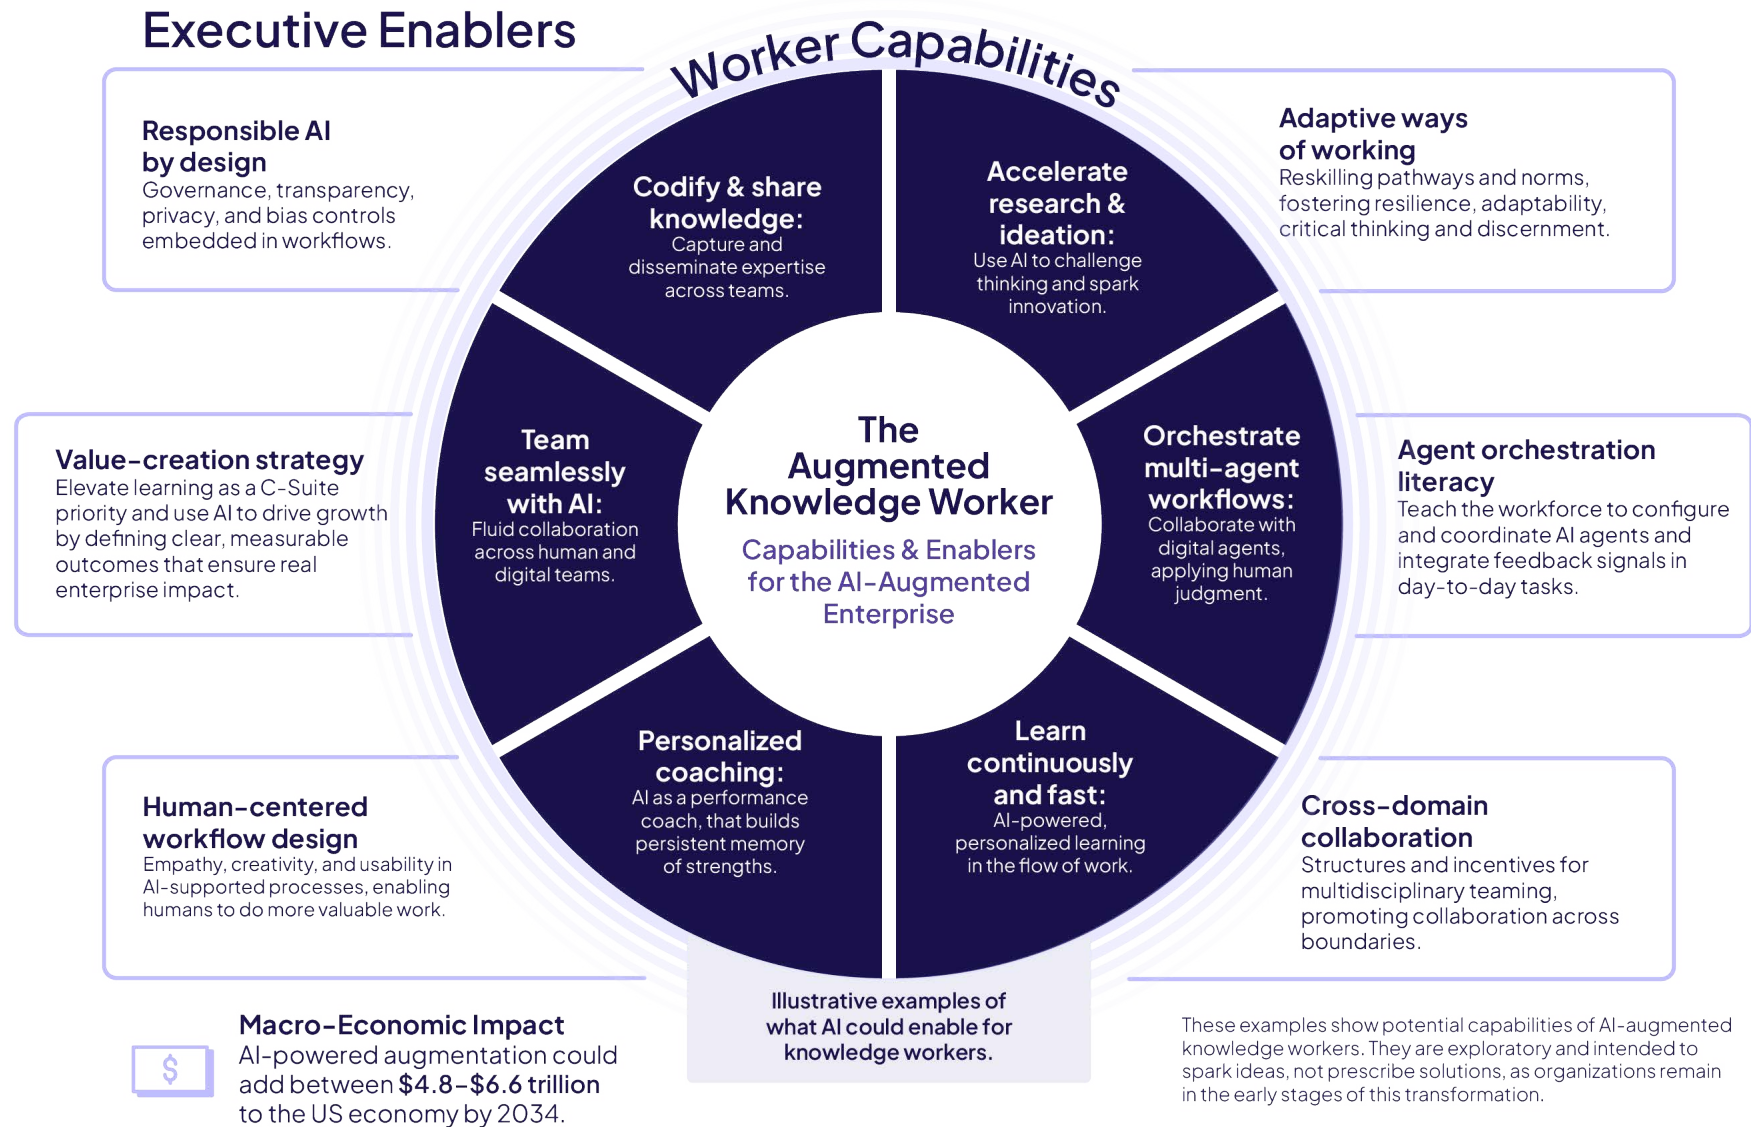 Executive Enablers
Worker Capabilities
Responsible AI
by design
Governance, transparency,
privacy, and bias controls
embedded in workflows.
Value-creation strategy
Elevate learning as a C-Suite
priority and use AI to drive growth
by defining clear, measurable
outcomes that ensure real
enterprise impact.
Human-centered
workflow design
Empathy, creativity, and usability in
AI-supported processes, enabling
humans to do more valuable work.
Codify & share
knowledge:
Capture and
disseminate expertise
across teams.
Accelerate
research &
ideation:
Use AI to challenge
thinking and spark
innovation.
Team
seamlessly
with AI:
Fluid collaboration
across human and
digital teams.
The
Augmented
Knowledge Worker
Capabilities & Enablers
for the AI-Augmented
Enterprise
Orchestrate
multi-agent
workflows:
Collaborate with
digital agents,
applying human
judgment.
Personalized
coaching:
AI as a performance
coach, that builds
persistent memory
of strengths.
Learn
continuously
and fast:
AI-powered,
personalized learning
in the flow of work.
Adaptive ways
of working
Reskilling pathways and norms,
fostering resilience, adaptability,
critical thinking and discernment.
Agent orchestration
literacy
Teach the workforce to configure
and coordinate AI agents and
integrate feedback signals in
day-to-day tasks.
Cross-domain
collaboration
Structures and incentives for
multidisciplinary teaming,
promoting collaboration across
boundaries.
$
Macro-Economic Impact
AI-powered augmentation could
add between $4.8-$6.6 trillion
to the US economy by 2034.
Illustrative examples of
what AI could enable for
knowledge workers.
These examples show potential capabilities of AI-augmented
knowledge workers. They are exploratory and intended to
spark ideas, not prescribe solutions, as organizations remain
in the early stages of this transformation.